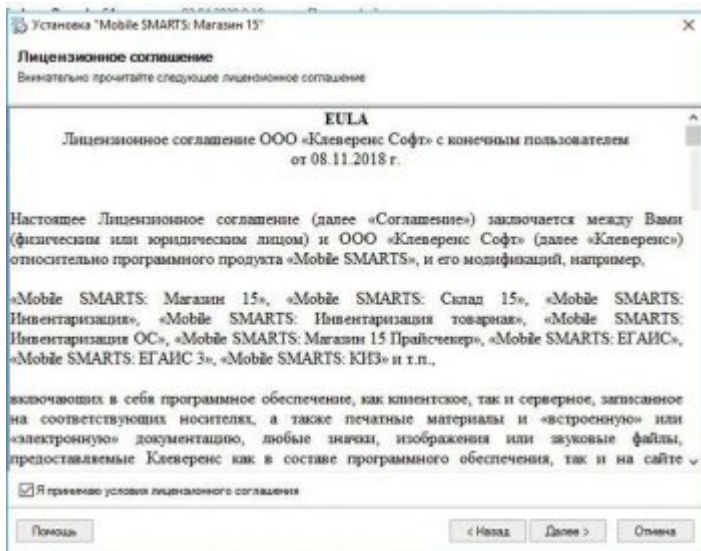 Установка "Mobile SMARTS: Магазин 15"
Лицензионное соглашение
Внимательно прочитайте следующее лицензионное соглашение
EULA
Лицензионное соглашение ООО «Клеверенс Софт» с конечным пользователем
от 08.11.2018 г.
Настоящее Лицензионное соглашение (далее «Соглашение») заключается между Вами
(физическим или юридическим лицом) и ООО «Клеверенс Софт» (далее «Клеверенс»)
относительно программного продукта «Mobile SMARTS», и его модификаций, например,
«Mobile SMARTS: Магазин 15», «Mobile SMARTS: Склад 15», «Mobile SMARTS:
Инвентаризация», «Mobile SMARTS: Инвентаризация товарная», «Mobile SMARTS:
Инвентаризация ОС», «Mobile SMARTS: Магазин 15 Прайсчекер», «Mobile SMARTS: ЕГАИС»,
«Mobile SMARTS: ЕГАИС 3», «Mobile SMARTS: КИЗ» и т.п.,
включающих в себя программное обеспечение, как клиентское, так и серверное, записанное
на соответствующих носителях, а также печатные материалы и «встроенную» или
«электронную» документацию, любые значки, изображения или звуковые файлы,
предоставляемые Клеверенс как в составе программного обеспечения, так и на сайте
Я принимаю условия лицензионного соглашения
Помощь
< Назад
Далее >
Отмена